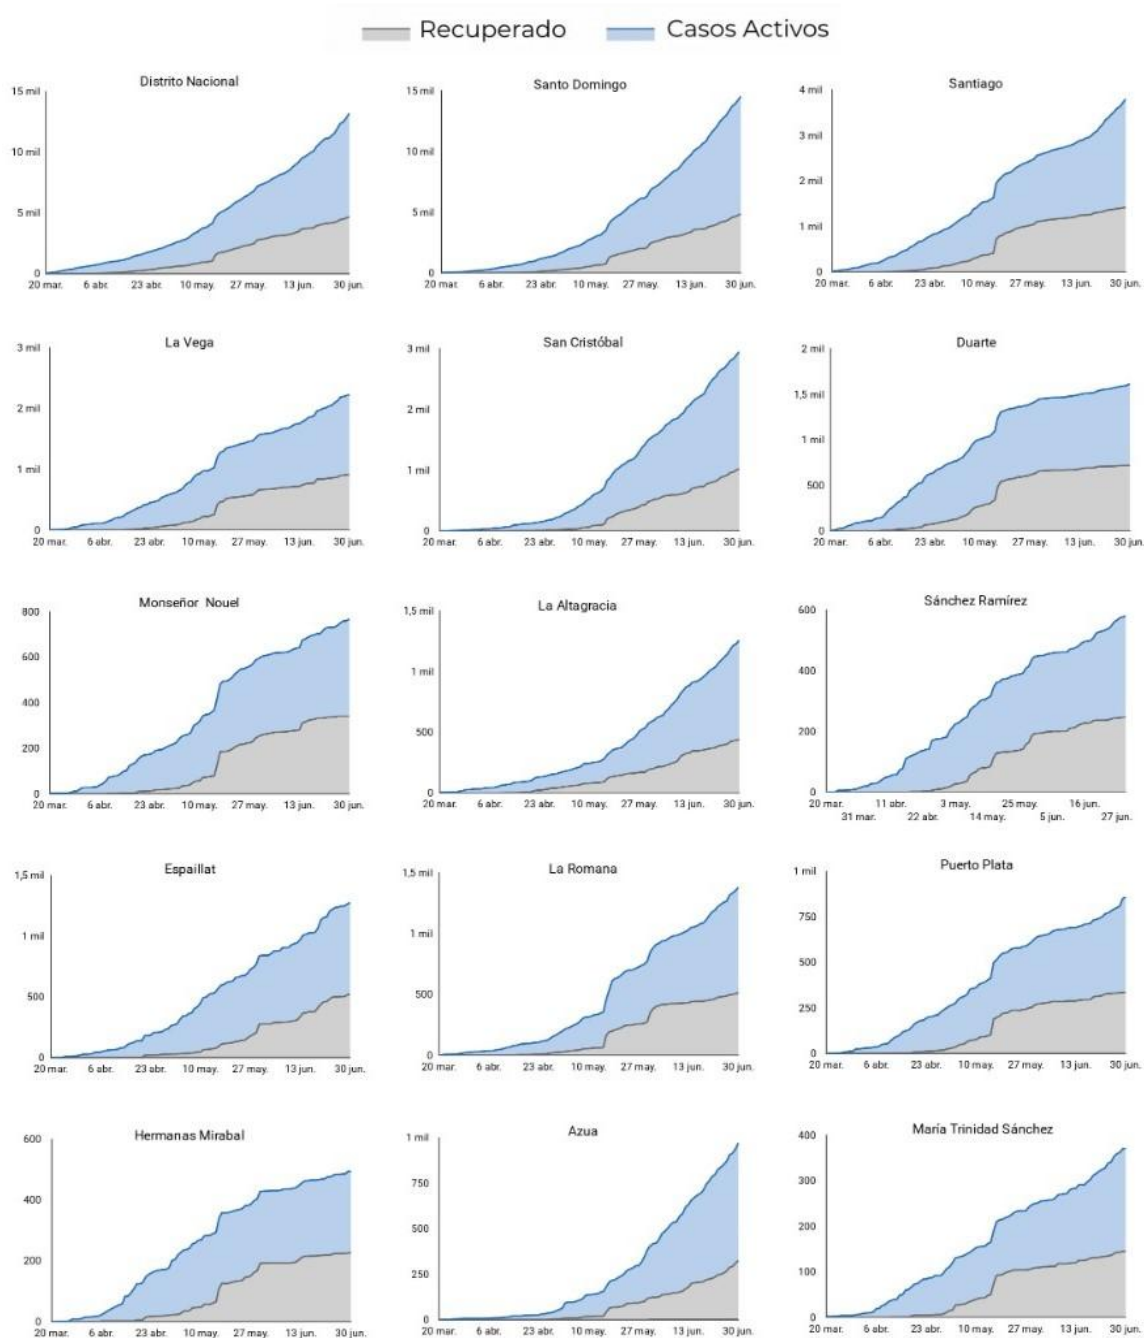 Recuperado Casos Activos
Distrito Nacional
15 mil
10 mil
5 mil
0
20 mar. 6 abr. 23 abr. 10 may. 27 may. 13 jun. 30 jun.
Santo Domingo
15 mil
10 mil
5 mil
0
20 mar. 6 abr. 23 abr. 10 may. 27 may. 13 jun. 30 jun.
Santiago
4 mil
3 mil
2 mil
1 mil
0
20 mar. 6 abr. 23 abr. 10 may. 27 may. 13 jun. 30 jun.
La Vega
3 mil
2 mil
1 mil
0
20 mar. 6 abr. 23 abr. 10 may. 27 may. 13 jun. 30 jun.
San Cristóbal
3 mil
2 mil
1 mil
0
20 mar. 6 abr. 23 abr. 10 may. 27 may. 13 jun. 30 jun.
Duarte
2 mil
1,5 mil
1 mil
500
0
20 mar. 6 abr. 23 abr. 10 may. 27 may. 13 jun. 30 jun.
Monseñor Nouel
800
600
400
200
0
20 mar. 6 abr. 23 abr. 10 may. 27 may. 13 jun. 30 jun.
La Altagracia
1,5 mil
1 mil
500
0
20 mar. 6 abr. 23 abr. 10 may. 27 may. 13 jun. 30 jun.
Sánchez Ramírez
600
400
200
0
20 mar. 11 abr. 3 may. 25 may. 16 jun.
31 mar. 22 abr. 14 may. 5 jun. 27 jun.
Espaillat
1,5 mil
1 mil
500
0
20 mar. 6 abr. 23 abr. 10 may. 27 may. 13 jun. 30 jun.
La Romana
1,5 mil
1 mil
500
0
20 mar. 6 abr. 23 abr. 10 may. 27 may. 13 jun. 30 jun.
Puerto Plata
1 mil
750
500
250
0
20 mar. 6 abr. 23 abr. 10 may. 27 may. 13 jun. 30 jun.
Hermanas Mirabal
600
400
200
0
20 mar. 6 abr. 23 abr. 10 may. 27 may. 13 jun. 30 jun.
Azua
1 mil
750
500
250
0
20 mar. 6 abr. 23 abr. 10 may. 27 may. 13 jun. 30 jun.
María Trinidad Sánchez
400
300
200
100
0
20 mar. 6 abr. 23 abr. 10 may. 27 may. 13 jun. 30 jun.